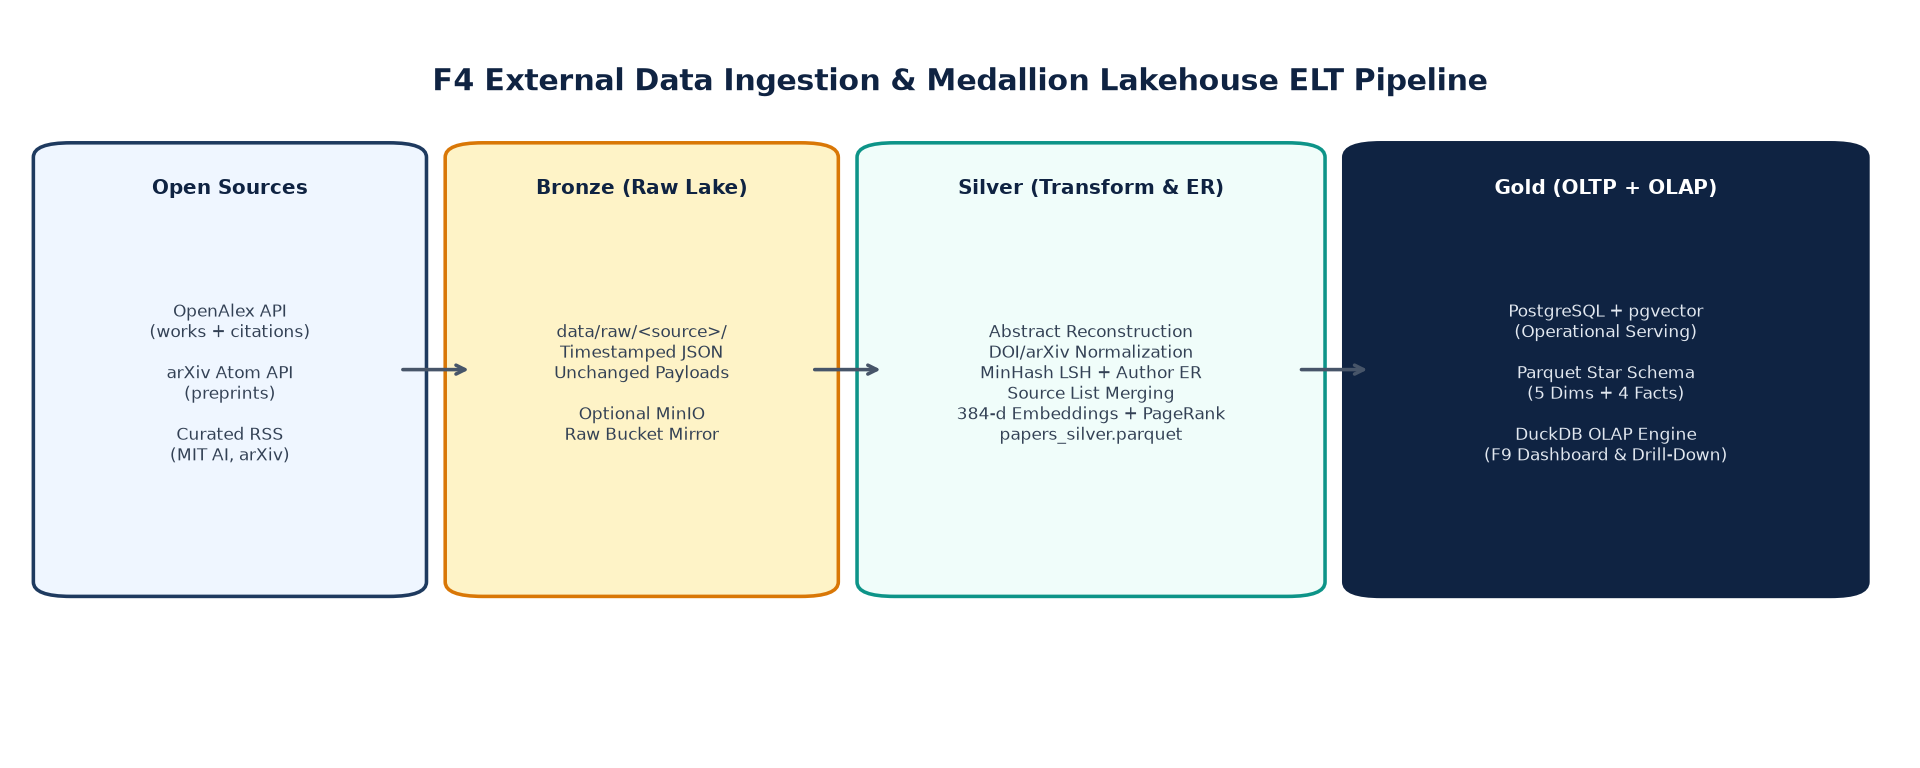 F4 External Data Ingestion & Medallion Lakehouse ELT Pipeline
Open Sources
OpenAlex API
(works + citations)
arXiv Atom API
(preprints)
Curated RSS
(MIT AI, arXiv)
Bronze (Raw Lake)
data/raw/<source>/
Timestamped JSON
Unchanged Payloads
Optional MinIO
Raw Bucket Mirror
Silver (Transform & ER)
Abstract Reconstruction
DOI/arXiv Normalization
MinHash LSH + Author ER
Source List Merging
384-d Embeddings + PageRank
papers_silver.parquet
Gold (OLTP + OLAP)
PostgreSQL + pgvector
(Operational Serving)
Parquet Star Schema
(5 Dims + 4 Facts)
DuckDB OLAP Engine
(F9 Dashboard & Drill-Down)